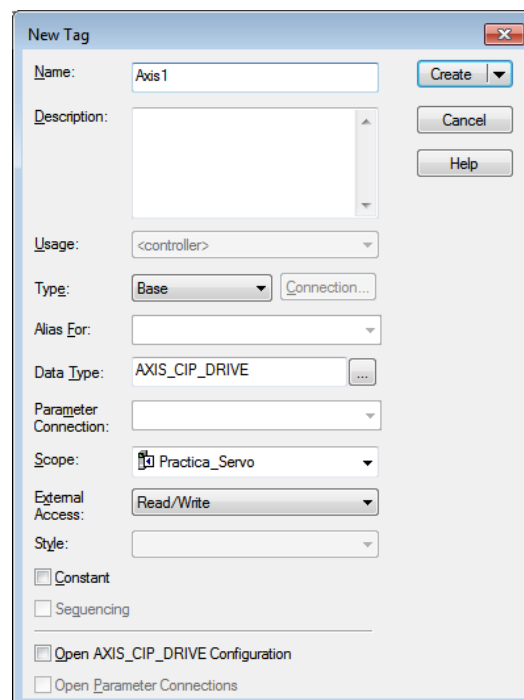 New Tag
Name: Axis1 Create
Description: Cancel
Help
Usage: <controller>
Type: Base Connection...
Alias For:
Data Type: AXIS_CIP_DRIVE ...
Parameter
Connection:
Scope: Practica_Servo
External
Access: Read/Write
Style:
Constant
Sequencing
Open AXIS_CIP_DRIVE Configuration
Open Parameter Connections